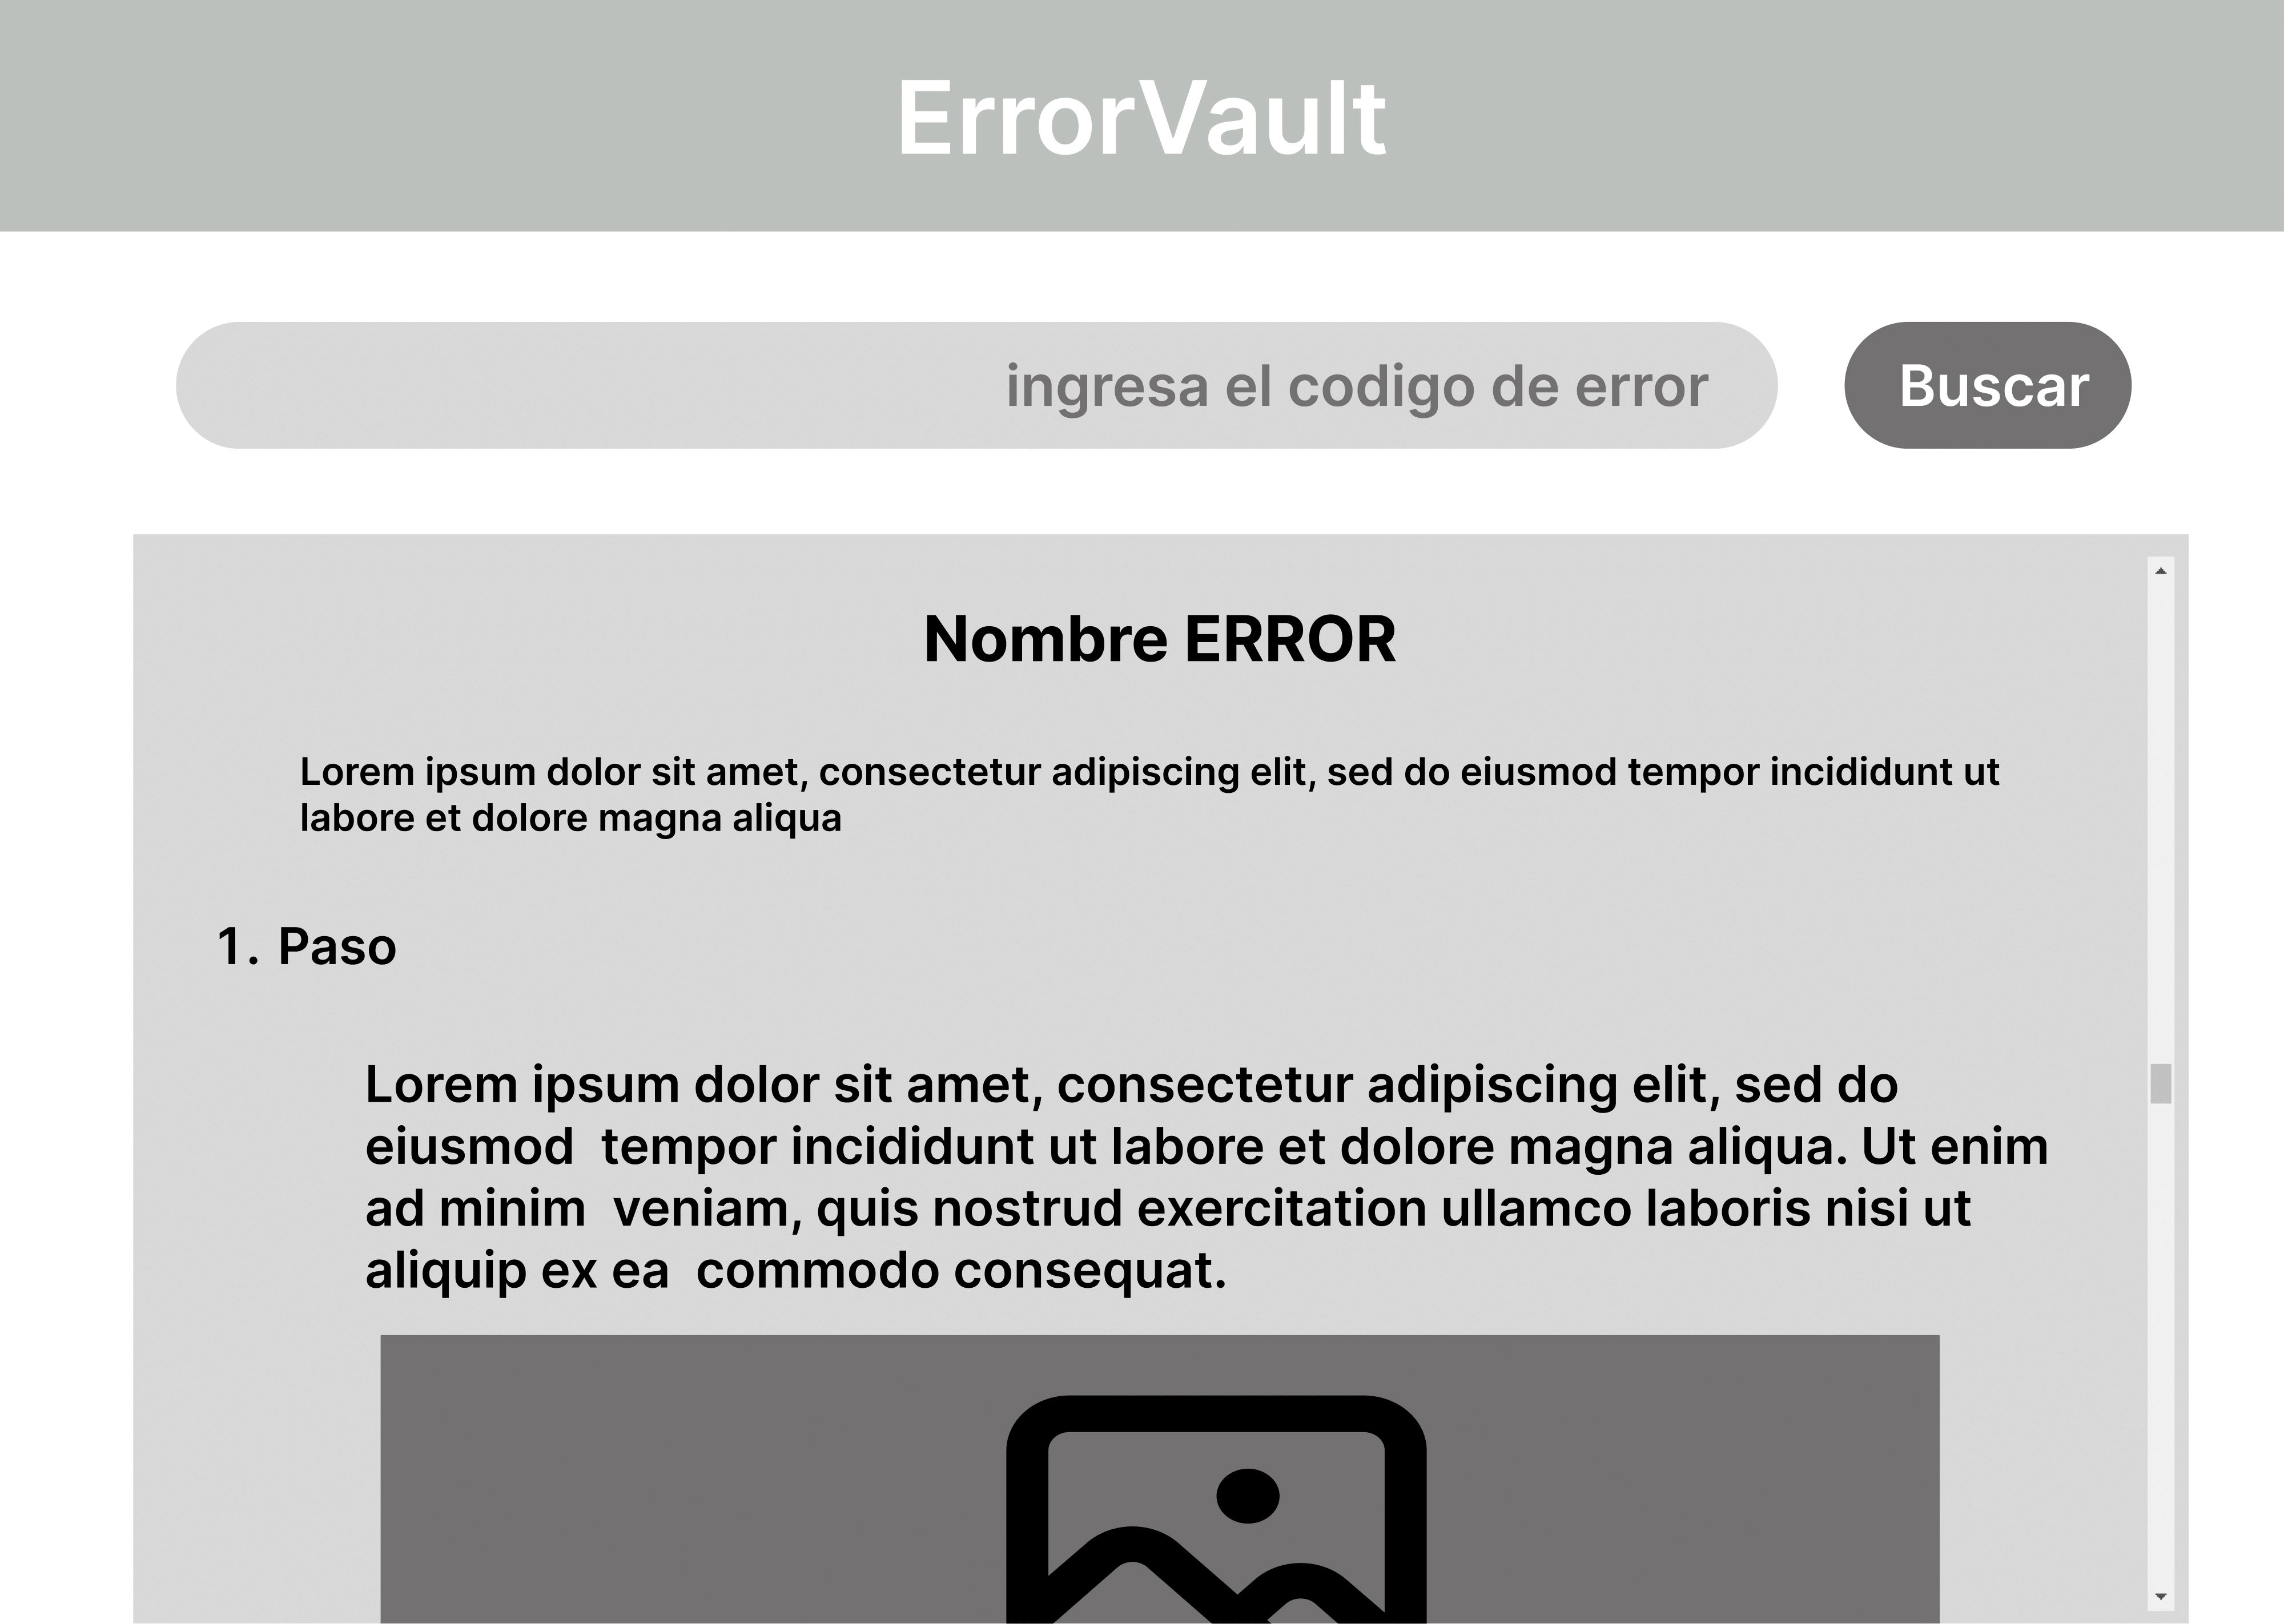 ErrorVault
ingresa el codigo de error
Buscar
Nombre ERROR
Lorem ipsum dolor sit amet, consectetur adipiscing elit, sed do eiusmod tempor incididunt ut
labore et dolore magna aliqua
1. Paso
Lorem ipsum dolor sit amet, consectetur adipiscing elit, sed do
eiusmod  tempor incididunt ut labore et dolore magna aliqua. Ut enim
ad minim  veniam, quis nostrud exercitation ullamco laboris nisi ut
aliquip ex ea  commodo consequat.